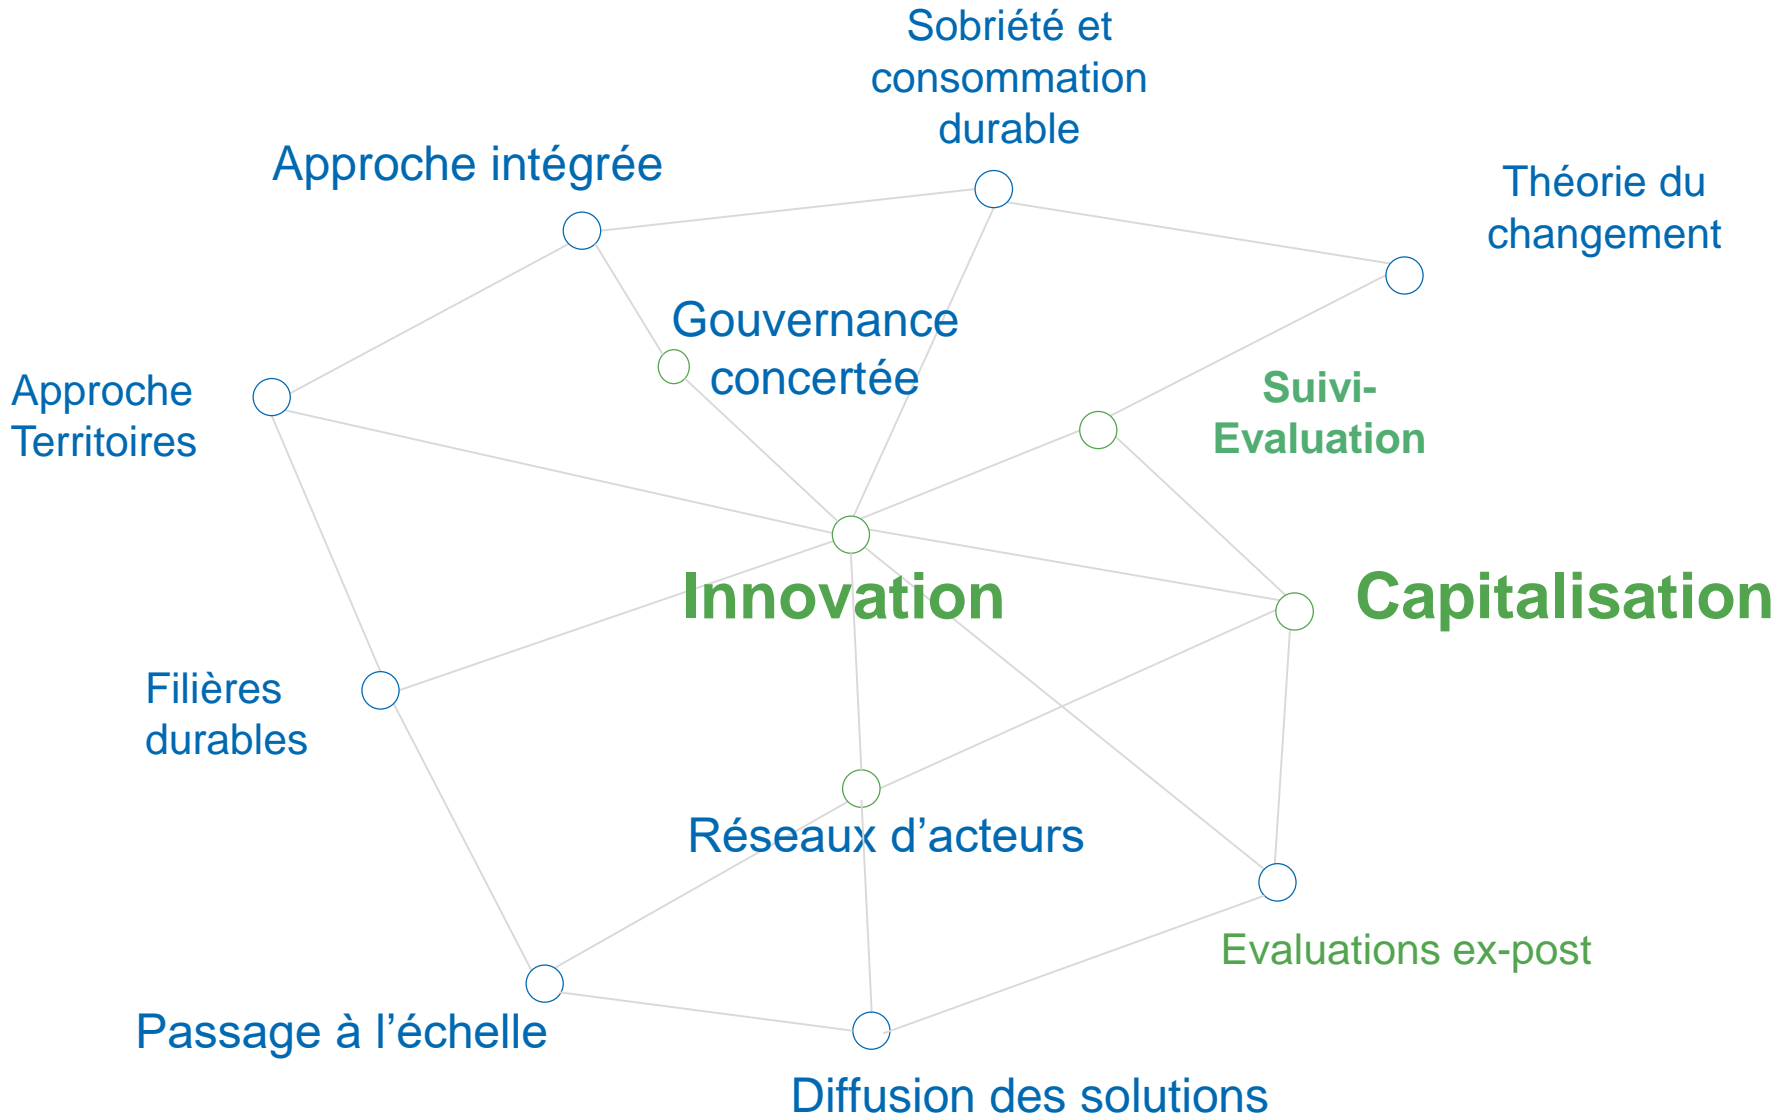 Sobriété et
consommation
durable
Approche intégrée
Théorie du
changement
Gouvernance
concertée
Approche
Territoires
Suivi-
Evaluation
Innovation
Capitalisation
Filières
durables
Réseaux d’acteurs
Evaluations ex-post
Passage à l’échelle
Diffusion des solutions